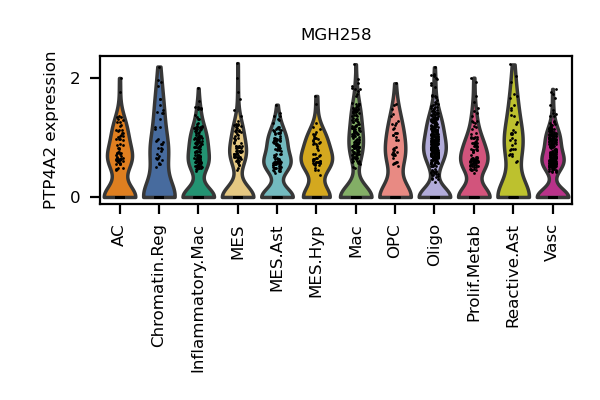 MGH258
PTP4A2 expression
2
0
AC
Chromatin.Reg
Inflammatory.Mac
MES
MES.Ast
MES.Hyp
Mac
OPC
Oligo
Prolif.Metab
Reactive.Ast
Vasc